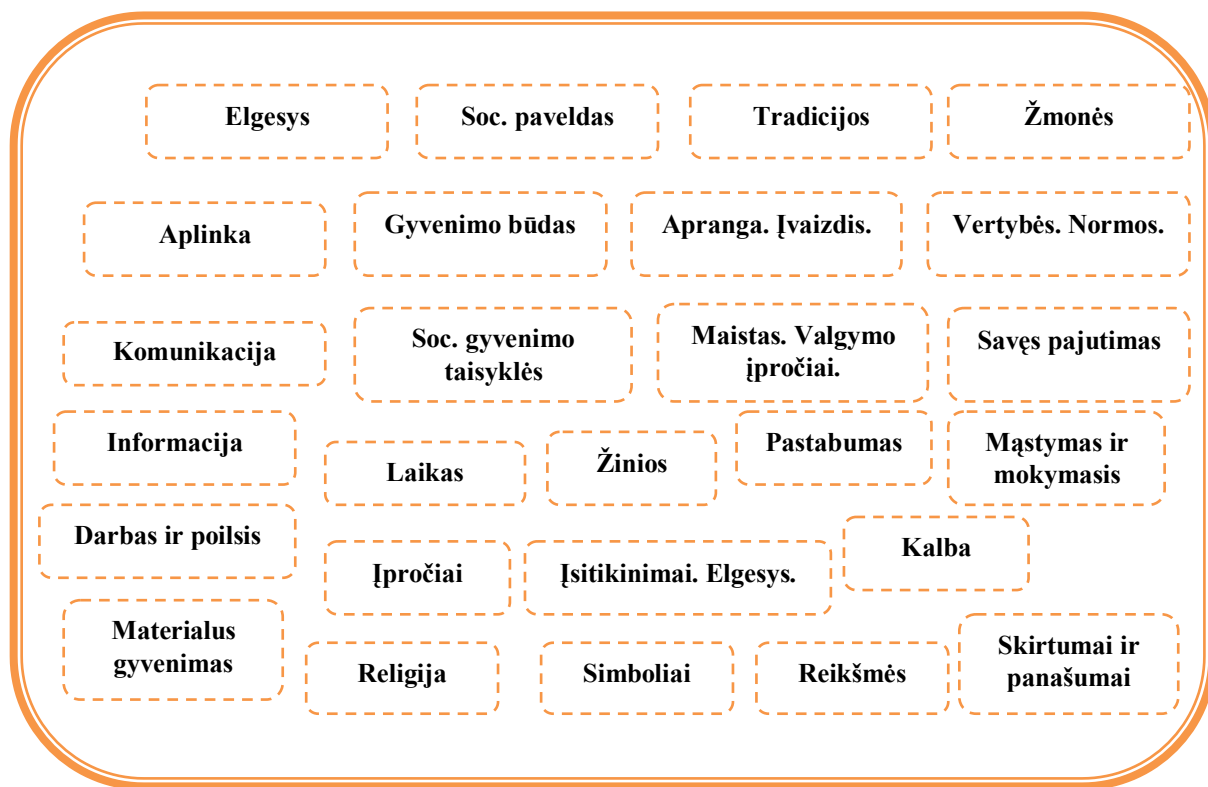 Elgesys
Soc. paveldas
Tradicijos
Žmonės
Aplinka
Gyvenimo būdas
Apranga. Įvaizdis.
Vertybės. Normos.
Komunikacija
Soc. gyvenimo
taisyklės
Maistas. Valgymo
įpročiai.
Savęs pajutimas
Informacija
Laikas
Žinios
Pastabumas
Mąstymas ir
mokymasis
Darbas ir poilsis
Įpročiai
Įsitikinimai. Elgesys.
Kalba
Materialus
gyvenimas
Religija
Simboliai
Reikšmės
Skirtumai ir
panašumai